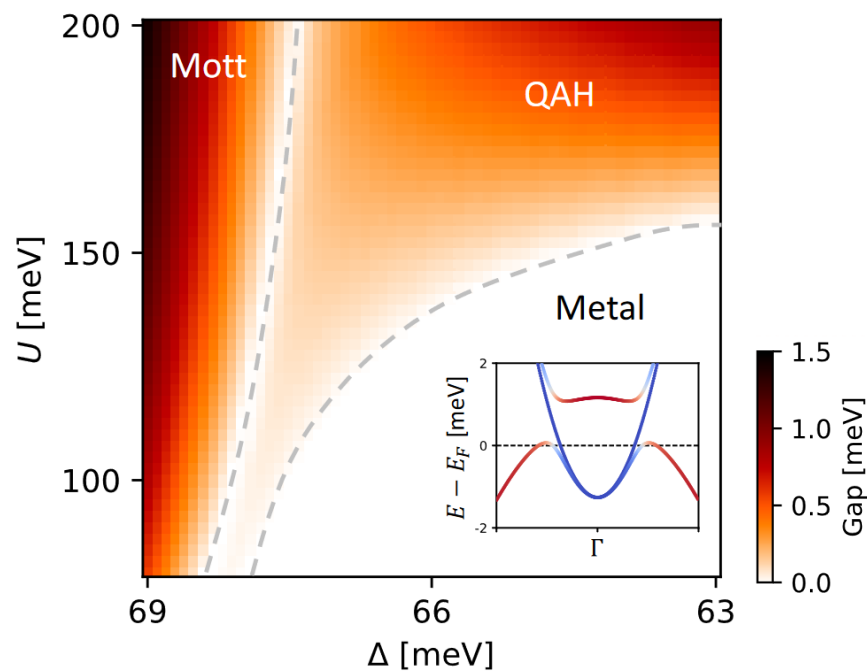 200
150
100
U [meV]
Mott
QAH
Metal
2
0
-2
E − E_F [meV]
Γ
1.5
1.0
0.5
0.0
Gap [meV]
69
66
63
Δ [meV]